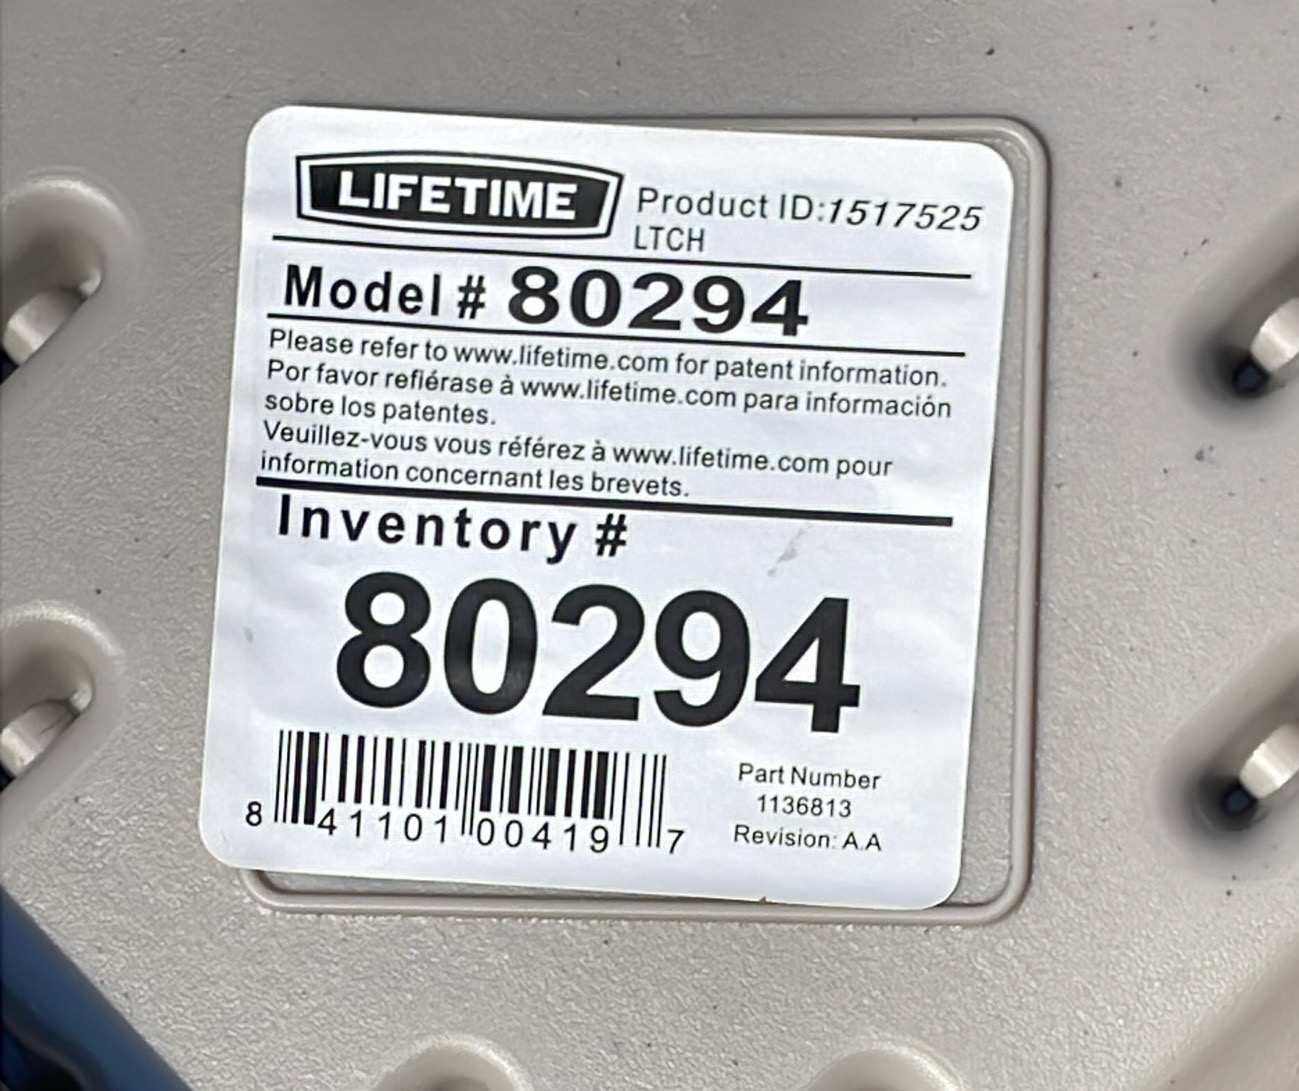 LIFETIME
Product ID:1517525
LTCH
Model # 80294
Please refer to www.lifetime.com for patent information.
Por favor refiérase à www.lifetime.com para información
sobre los patentes.
Veuillez-vous vous référez à www.lifetime.com pour
information concernant les brevets.
Inventory #
80294
8 41101 00419 7
Part Number
1136813
Revision: A.A